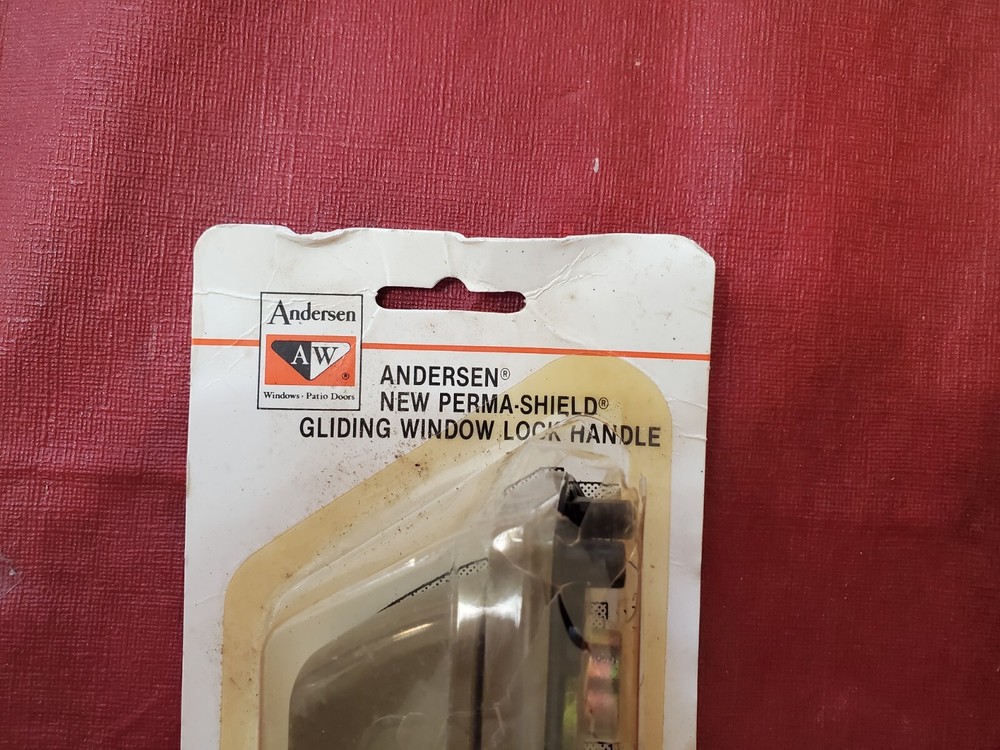 Andersen
AW®
Windows · Patio Doors
ANDERSEN®
NEW PERMA-SHIELD®
GLIDING WINDOW LOCK HANDLE